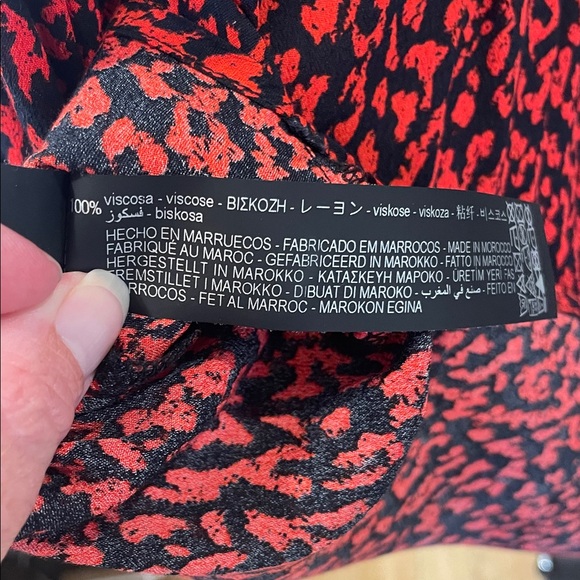 100% viscosa - viscose - ΒΙΣΚΟΖΗ - レーヨン - viskose - viskoza - 粘纤 - 비스코스
فسكوز - biskosa
HECHO EN MARRUECOS - FABRICADO EM MARROCOS - MADE IN MOROCCO
FABRIQUÉ AU MAROC - GEFABRICEERD IN MAROKKO - FATTO IN MAROCCO
HERGESTELLT IN MAROKKO - ΚΑΤΑΣΚΕΥΗ ΜΑΡΟΚΟ - ÜRETİM YERİ FAS
FREMSTILLET I MAROKKO - DIBUAT DI MAROKO - صنع في المغرب - FEITO EN
MARROCOS - FET AL MARROC - MAROKON EGINA